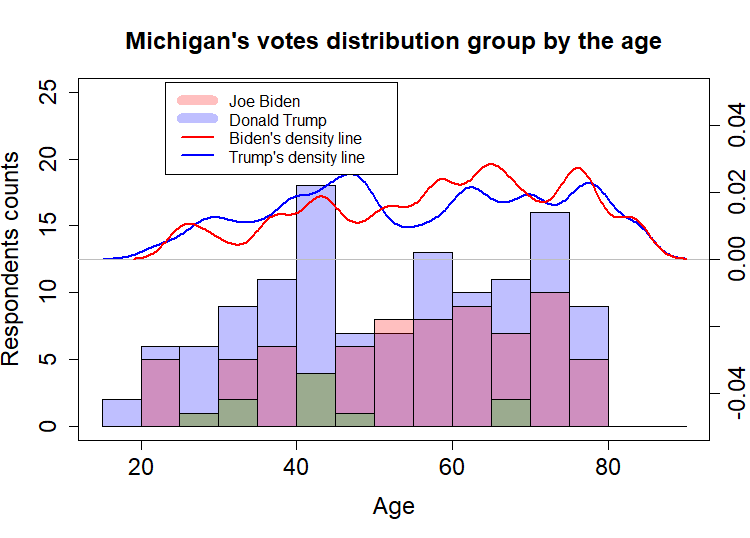 Michigan's votes distribution group by the age
Joe Biden
Donald Trump
Biden's density line
Trump's density line
Respondents counts
25
20
15
10
5
0
0.04
0.02
0.00
-0.04
20
40
60
80
Age